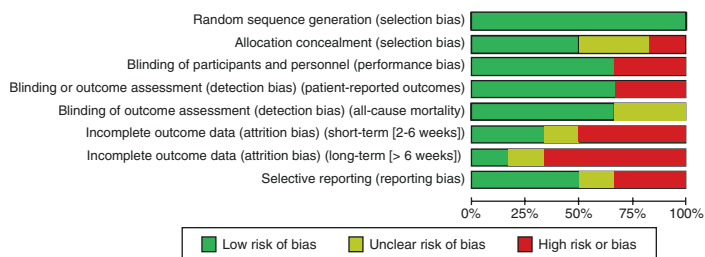 Random sequence generation (selection bias)
Allocation concealment (selection bias)
Blinding of participants and personnel (performance bias)
Blinding or outcome assessment (detection bias) (patient-reported outcomes)
Blinding of outcome assessment (detection bias) (all-cause mortality)
Incomplete outcome data (attrition bias) (short-term [2-6 weeks])
Incomplete outcome data (attrition bias) (long-term [> 6 weeks])
Selective reporting (reporting bias)
0% 25% 50% 75% 100%
Low risk of bias Unclear risk of bias High risk or bias